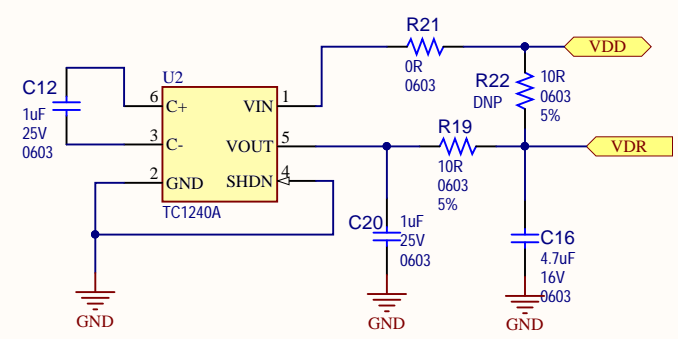 R21
0R
0603
VDD
C12
1uF
25V
0603
U2
6
C+
VIN
1
3
C-
VOUT
5
2
GND
SHDN
4
TC1240A
R22
DNP
10R
0603
5%
R19
10R
0603
5%
VDR
C20
1uF
25V
0603
C16
4.7uF
16V
0603
GND
GND
GND